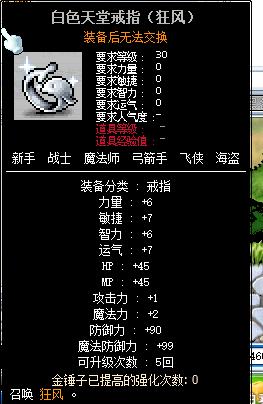 白色天堂戒指（狂风）
装备后无法交换
要求等级：30
要求力量：0
要求敏捷：0
要求智力：0
要求运气：0
要求人气度：-
道具等级： -
道具经验值： -
新手 战士 魔法师 弓箭手 飞侠 海盗
装备分类 : 戒指
力量 : +6
敏捷 : +7
智力 : +6
运气 : +7
HP : +45
MP : +45
攻击力 : +1
魔法力 : +2
防御力 : +90
魔法防御力 : +99
可升级次数 : 5回
金锤子已提高的强化次数: 0
召唤 狂风 。